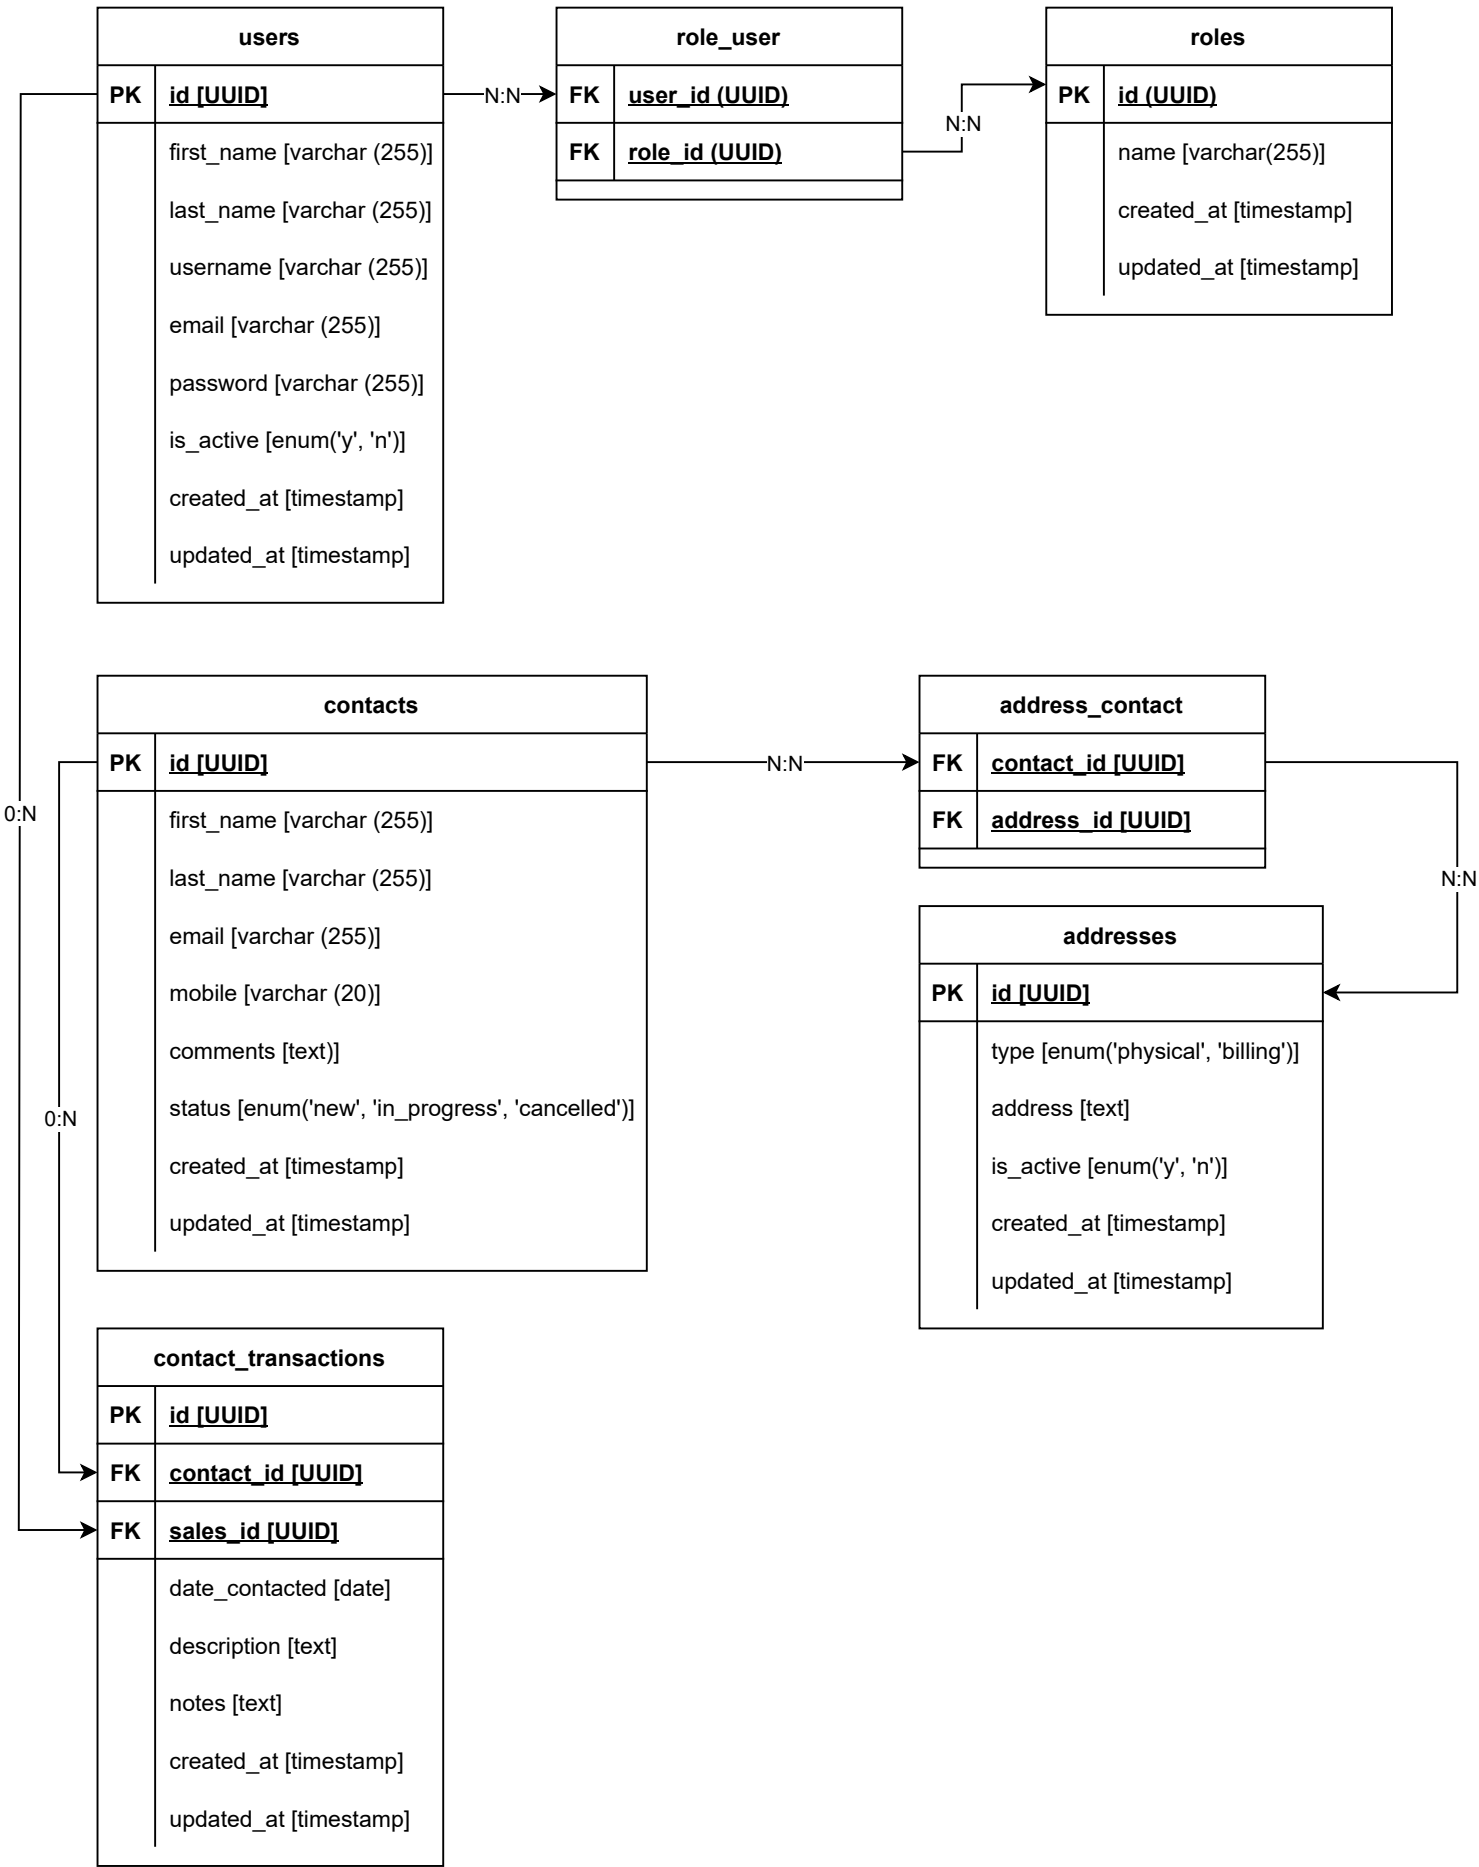 users
PK id [UUID]
first_name [varchar (255)]
last_name [varchar (255)]
username [varchar (255)]
email [varchar (255)]
password [varchar (255)]
is_active [enum('y', 'n')]
created_at [timestamp]
updated_at [timestamp]
N:N
role_user
FK user_id (UUID)
FK role_id (UUID)
N:N
roles
PK id (UUID)
name [varchar(255)]
created_at [timestamp]
updated_at [timestamp]
0:N
contacts
PK id [UUID]
first_name [varchar (255)]
last_name [varchar (255)]
email [varchar (255)]
mobile [varchar (20)]
comments [text)]
status [enum('new', 'in_progress', 'cancelled')]
created_at [timestamp]
updated_at [timestamp]
0:N
N:N
address_contact
FK contact_id [UUID]
FK address_id [UUID]
N:N
addresses
PK id [UUID]
type [enum('physical', 'billing')]
address [text]
is_active [enum('y', 'n')]
created_at [timestamp]
updated_at [timestamp]
contact_transactions
PK id [UUID]
FK contact_id [UUID]
FK sales_id [UUID]
date_contacted [date]
description [text]
notes [text]
created_at [timestamp]
updated_at [timestamp]